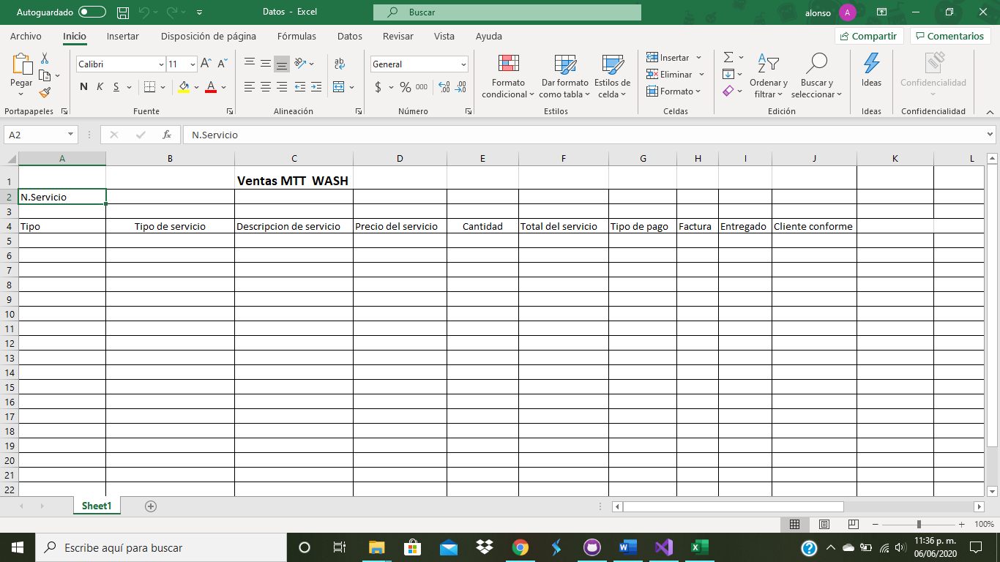 Autoguardado
Datos - Excel
Buscar
alonso
A
Archivo Inicio Insertar Disposición de página Fórmulas Datos Revisar Vista Ayuda
Compartir
Comentarios
Pegar
Calibri 11
N K S
ab
General
$ % 000
Formato condicional
Dar formato como tabla
Estilos de celda
Insertar
Eliminar
Formato
Ordenar y filtrar
Buscar y seleccionar
Ideas
Confidencialidad
Portapapeles Fuente Alineación Número Estilos Celdas Edición Ideas Confidencialidad
A2
fx
N.Servicio
A B C D E F G H I J K L
1 Ventas MTT WASH
2 N.Servicio
3
4 Tipo Tipo de servicio Descripcion de servicio Precio del servicio Cantidad Total del servicio Tipo de pago Factura Entregado Cliente conforme
5
6
7
8
9
10
11
12
13
14
15
16
17
18
19
20
21
22
Sheet1
100%
Escribe aquí para buscar
11:36 p. m.
06/06/2020